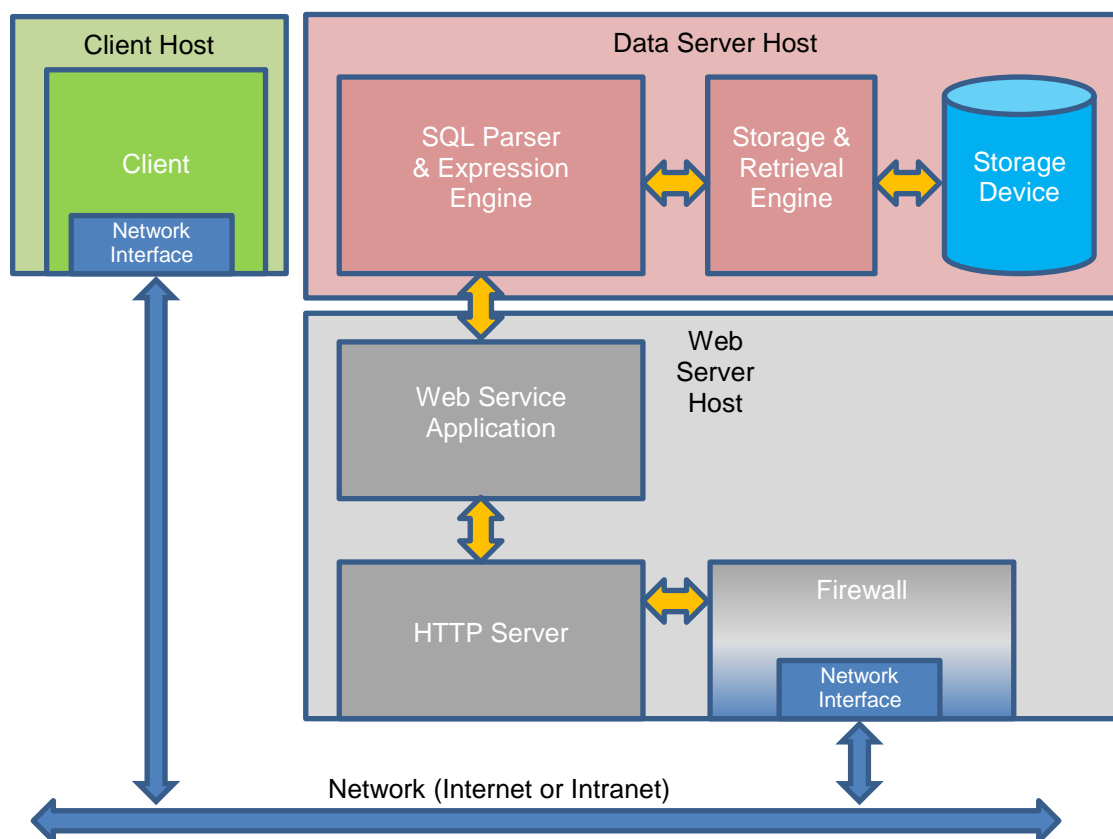 Client Host
Client
Network
Interface
Data Server Host
SQL Parser
& Expression
Engine
Storage &
Retrieval
Engine
Storage
Device
Web
Server
Host
Web Service
Application
HTTP Server
Firewall
Network
Interface
Network (Internet or Intranet)